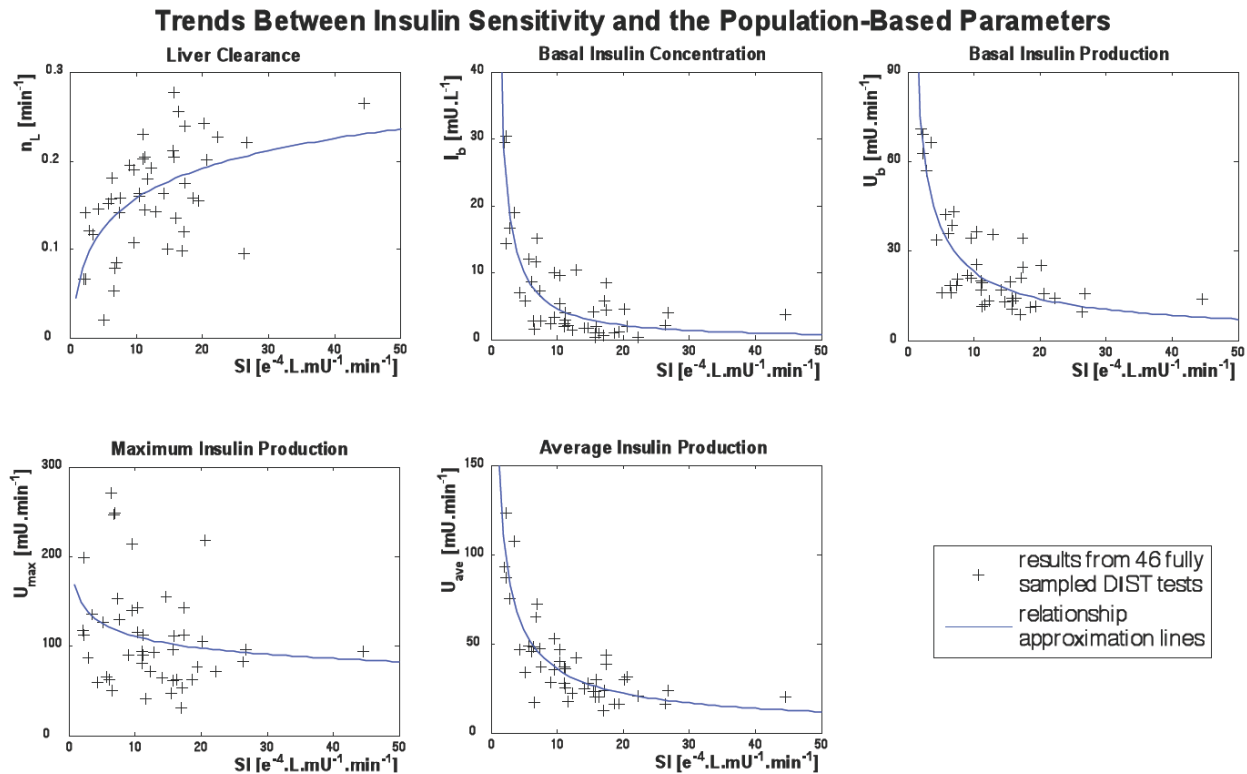 Trends Between Insulin Sensitivity and the Population-Based Parameters
Liver Clearance
n_L [min⁻¹]
0.3
0.2
0.1
0
0 10 20 30 40 50
SI [e⁻⁴.L.mU⁻¹.min⁻¹]
Basal Insulin Concentration
I_b [mU.L⁻¹]
40
30
20
10
0
0 10 20 30 40 50
SI [e⁻⁴.L.mU⁻¹.min⁻¹]
Basal Insulin Production
U_b [mU.min⁻¹]
90
60
30
0
0 10 20 30 40 50
SI [e⁻⁴.L.mU⁻¹.min⁻¹]
Maximum Insulin Production
U_max [mU.min⁻¹]
300
200
100
0
0 10 20 30 40 50
SI [e⁻⁴.L.mU⁻¹.min⁻¹]
Average Insulin Production
U_ave [mU.min⁻¹]
150
100
50
0
0 10 20 30 40 50
SI [e⁻⁴.L.mU⁻¹.min⁻¹]
results from 46 fully
sampled DIST tests
relationship
approximation lines